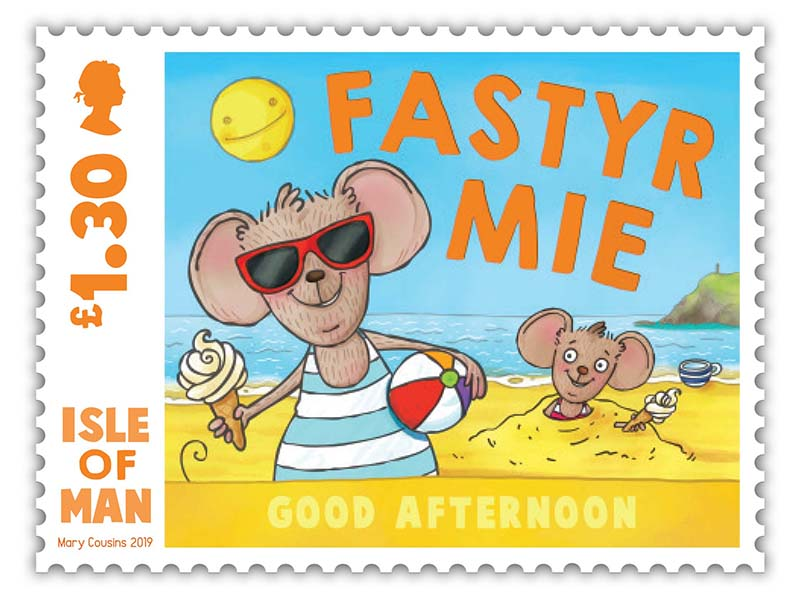 £1.30
ISLE
OF
MAN
Mary Cousins 2019
FASTYR
MIE
GOOD AFTERNOON